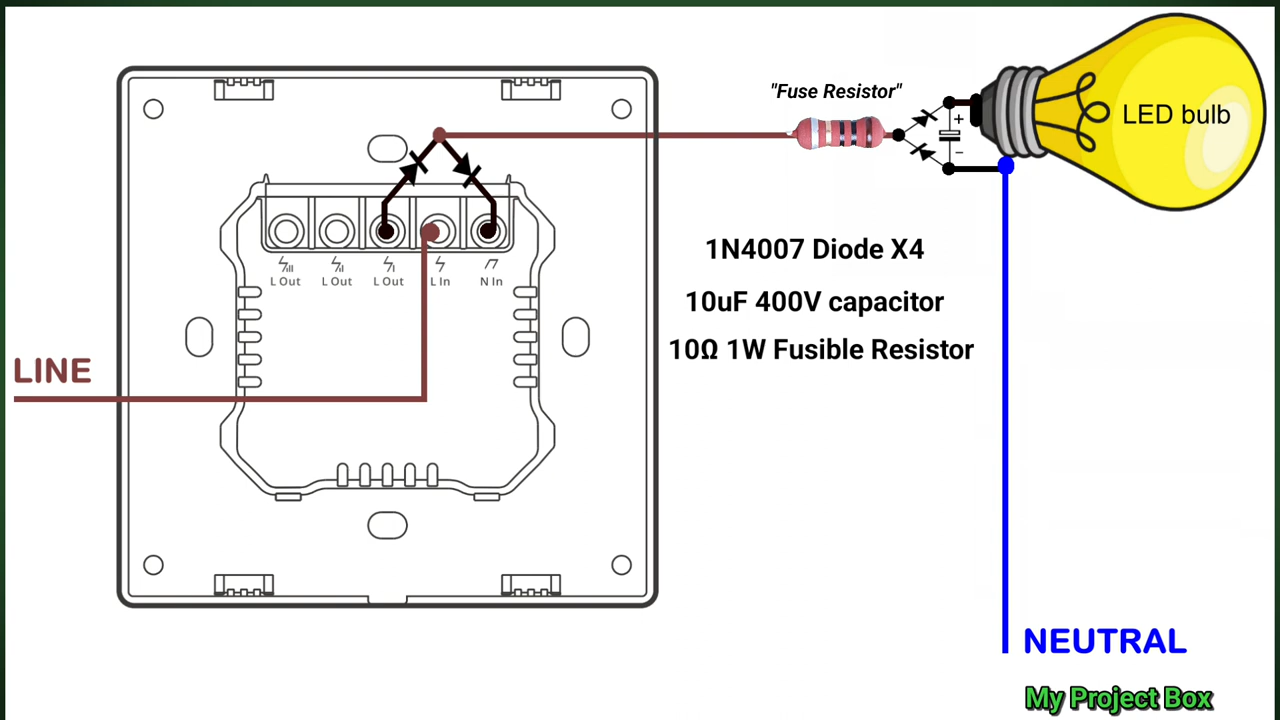 "Fuse Resistor"
LED bulb
1N4007 Diode X4
10uF 400V capacitor
10Ω 1W Fusible Resistor
L Out
L Out
L Out
L In
N In
LINE
NEUTRAL
My Project Box